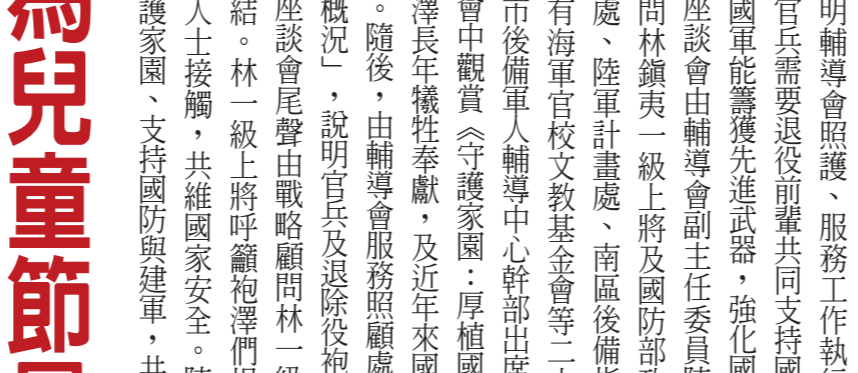 明輔導會照護、服務工作執行
官兵需要退役前輩共同支持國
國軍能籌獲先進武器，強化國
座談會由輔導會副主任委員陳
問林鎮夷一級上將及國防部政
處、陸軍計畫處、南區後備指
有海軍官校文教基金會等二十
市後備軍人輔導中心幹部出席
會中觀賞《守護家園：厚植國
澤長年犧牲奉獻，及近年來國
。隨後，由輔導會服務照顧處
概況」，說明官兵及退除役袍
座談會尾聲由戰略顧問林一級
結。林一級上將呼籲袍澤們
人士接觸，共維國家安全。陳
護家園、支持國防與建軍，共
為兒童節